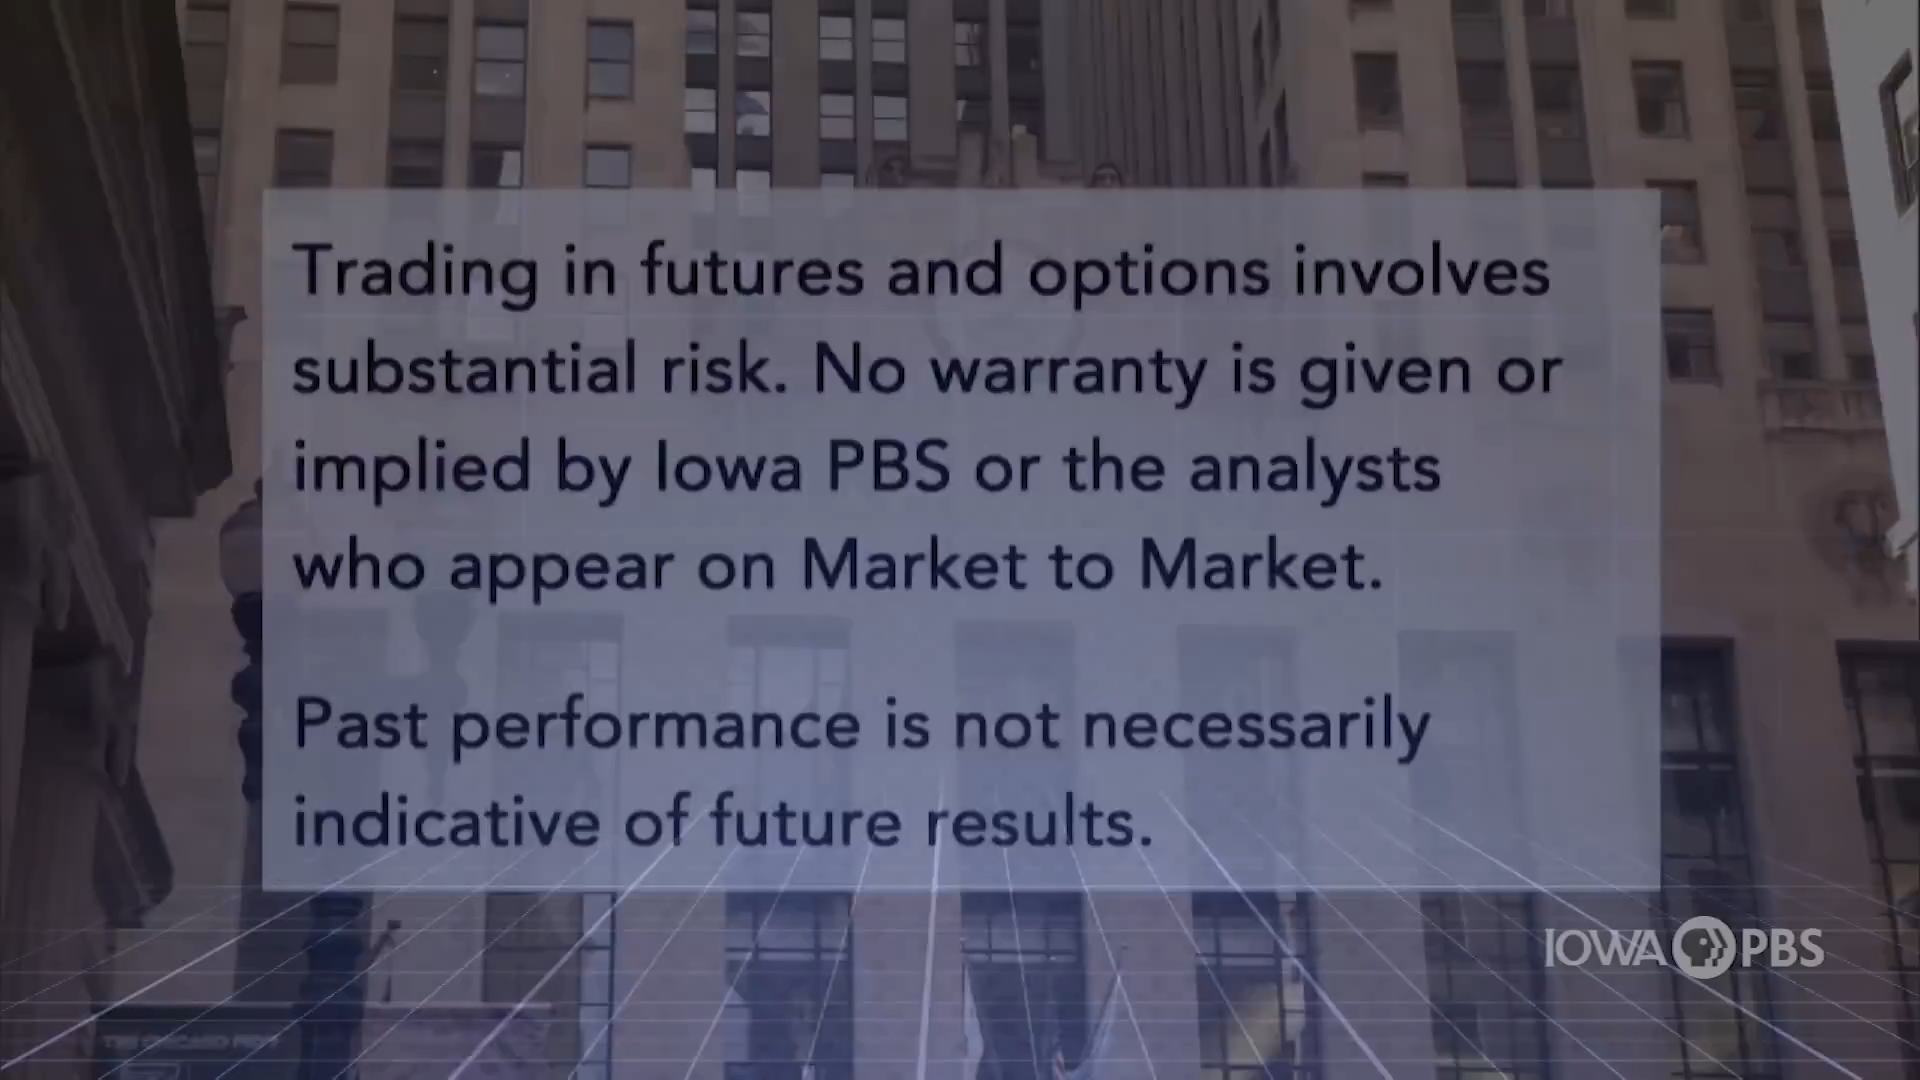 Trading in futures and options involves
substantial risk. No warranty is given or
implied by Iowa PBS or the analysts
who appear on Market to Market.
Past performance is not necessarily
indicative of future results.
IOWA PBS